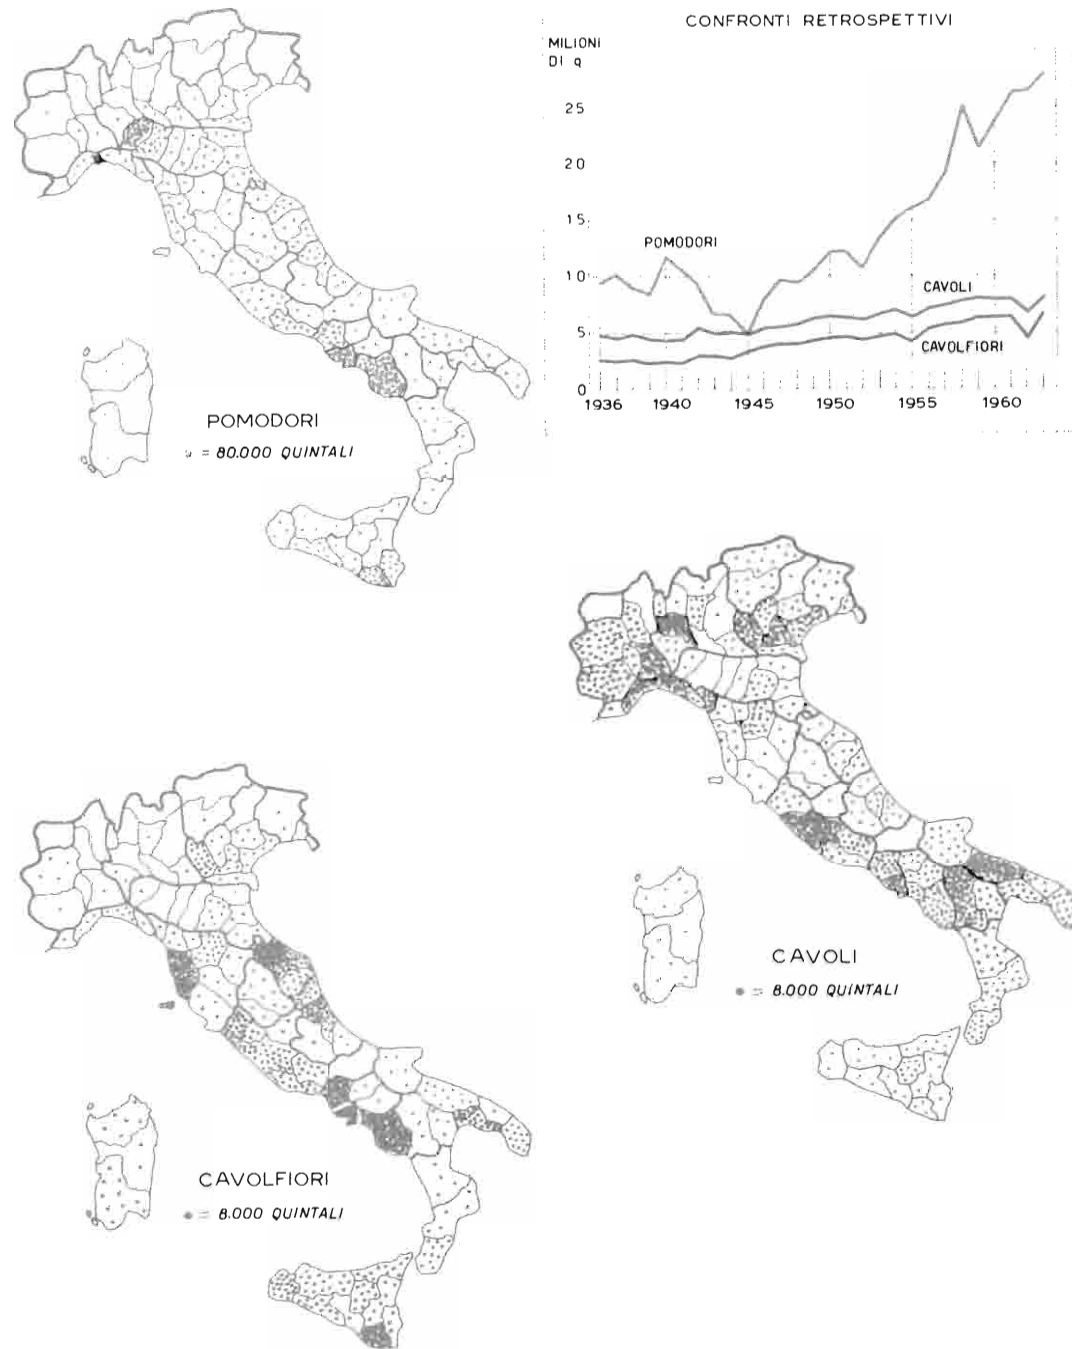 CONFRONTI RETROSPETTIVI
MILIONI
DI q
25
20
15
10
5
0
POMODORI
CAVOLI
CAVOLFIORI
1936 1940 1945 1950 1955 1960
POMODORI
= 80.000 QUINTALI
CAVOLI
= 8.000 QUINTALI
CAVOLFIORI
= 8.000 QUINTALI